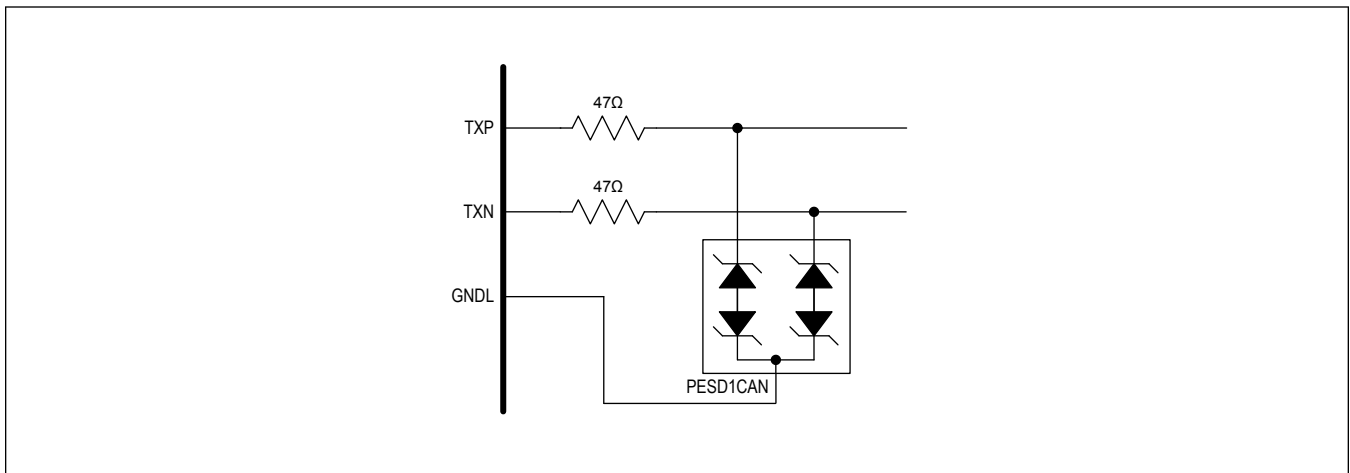 47Ω
TXP
47Ω
TXN
GNDL
PESD1CAN